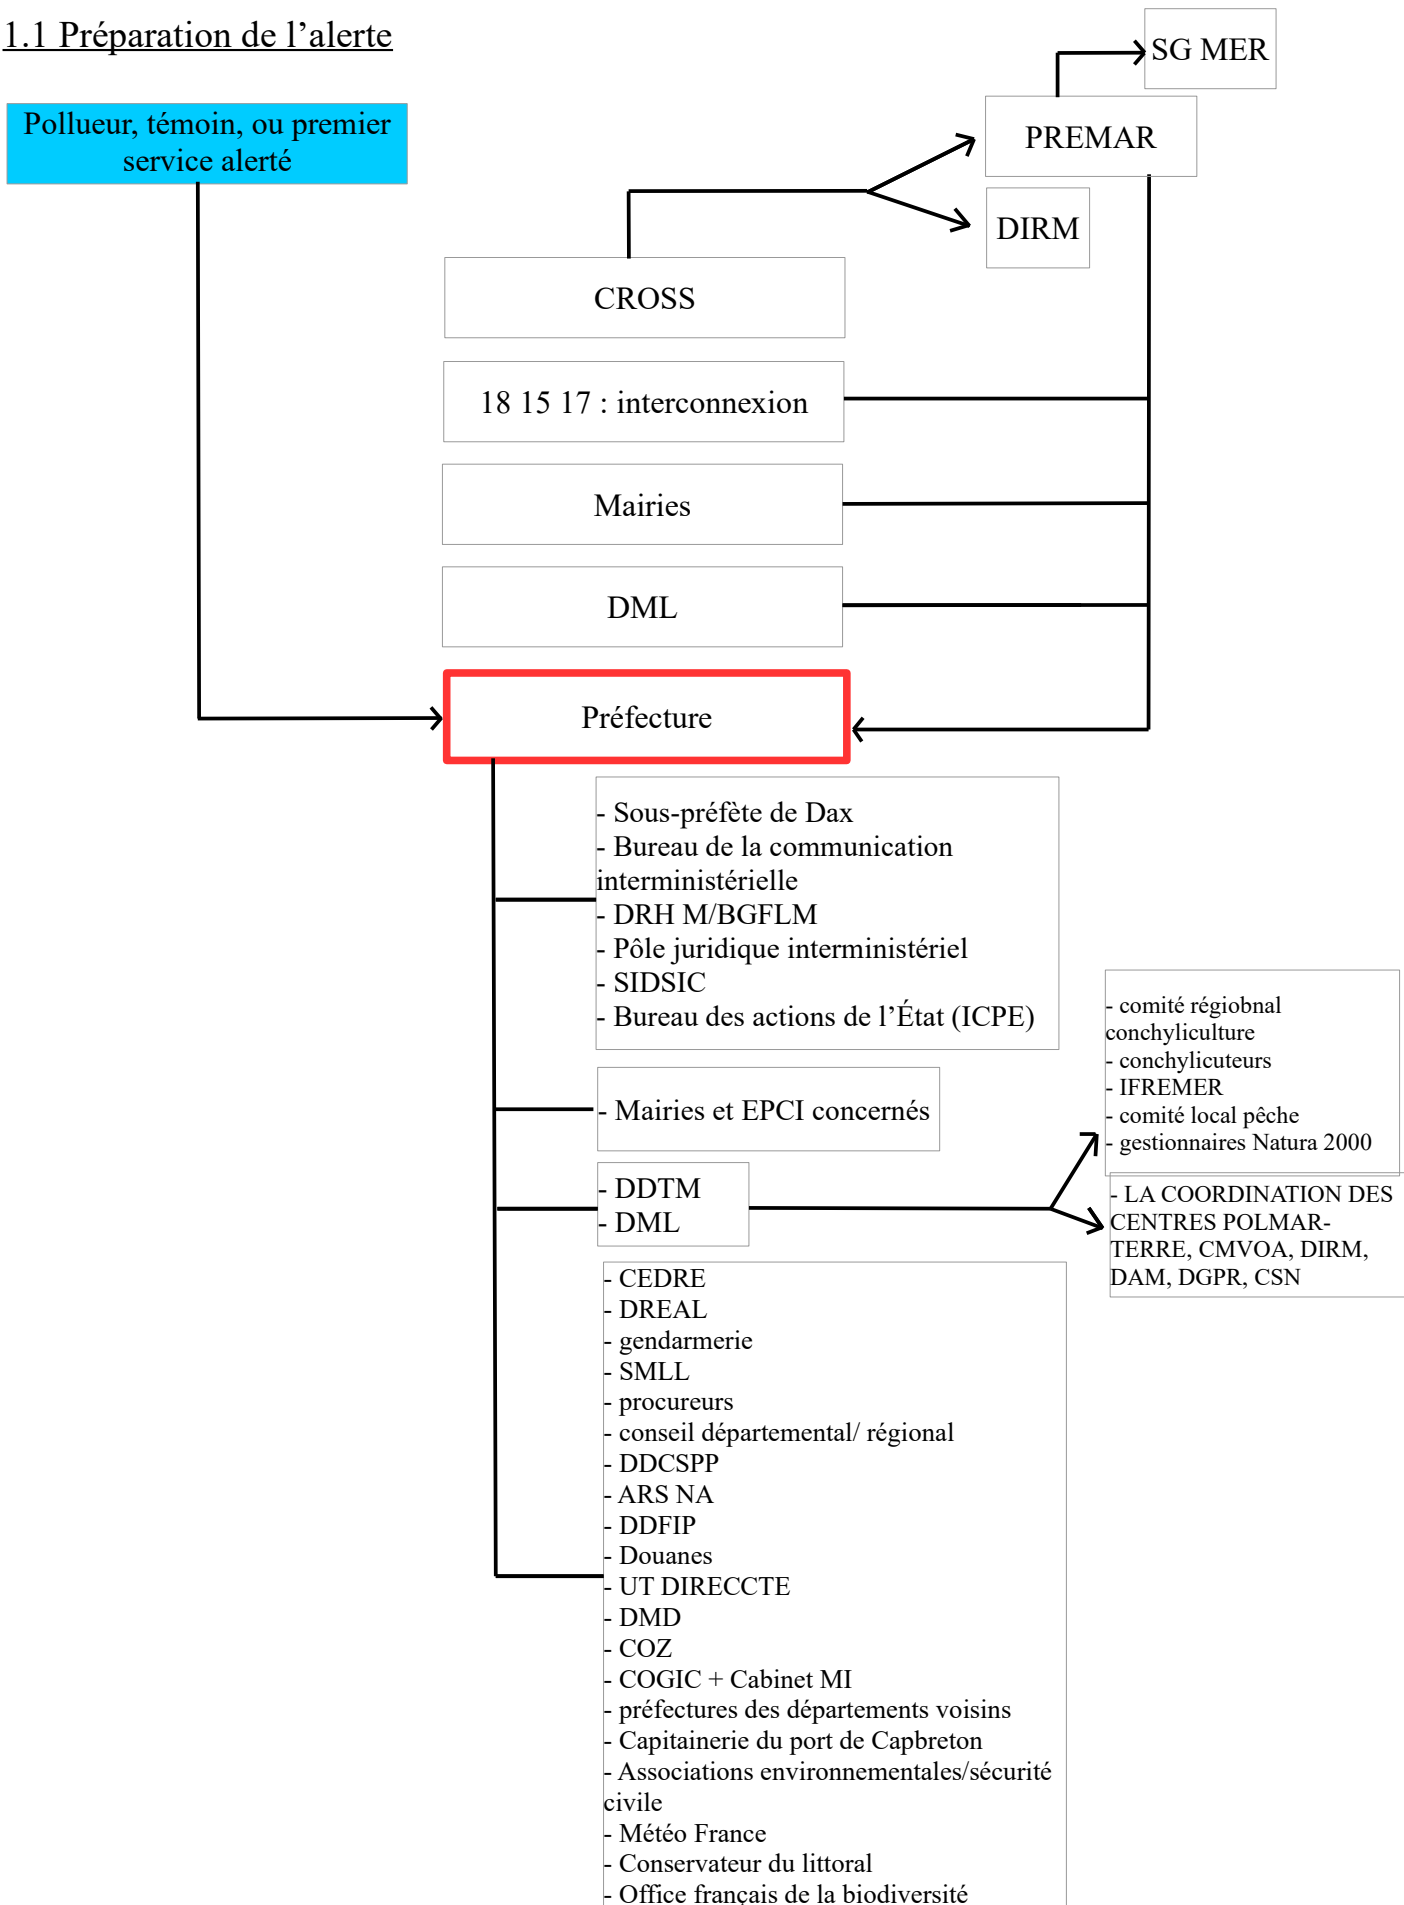 1.1 Préparation de l’alerte
SG MER
Pollueur, témoin, ou premier
service alerté
PREMAR
DIRM
CROSS
18 15 17 : interconnexion
Mairies
DML
Préfecture
- Sous-préfète de Dax
- Bureau de la communication
interministérielle
- DRH M/BGFLM
- Pôle juridique interministériel
- SIDSIC
- Bureau des actions de l’État (ICPE)
- Mairies et EPCI concernés
- DDTM
- DML
- comité régiobnal
conchyliculture
- conchylicuteurs
- IFREMER
- comité local pêche
- gestionnaires Natura 2000
- LA COORDINATION DES
CENTRES POLMAR-
TERRE, CMVOA, DIRM,
DAM, DGPR, CSN
- CEDRE
- DREAL
- gendarmerie
- SMLL
- procureurs
- conseil départemental/ régional
- DDCSPP
- ARS NA
- DDFIP
- Douanes
- UT DIRECCTE
- DMD
- COZ
- COGIC + Cabinet MI
- préfectures des départements voisins
- Capitainerie du port de Capbreton
- Associations environnementales/sécurité
civile
- Météo France
- Conservateur du littoral
- Office français de la biodiversité